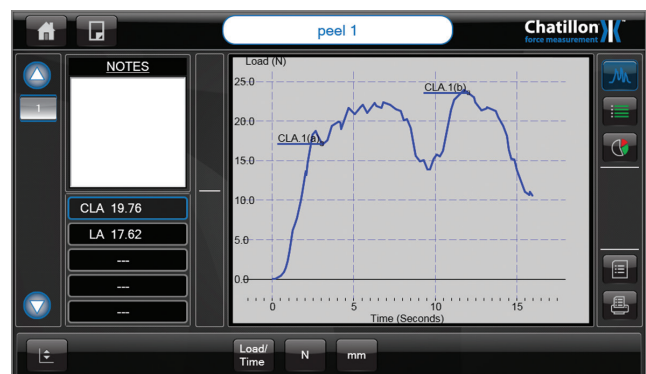 peel 1
Chatillon
force measurement
1
NOTES
CLA 19.76
LA 17.62
---
---
---
Load (N)
25.0
20.0
15.0
10.0
5.0
0.0
CLA.1(a)
CLA.1(b)
0 5 10 15
Time (Seconds)
Load/
Time
N
mm